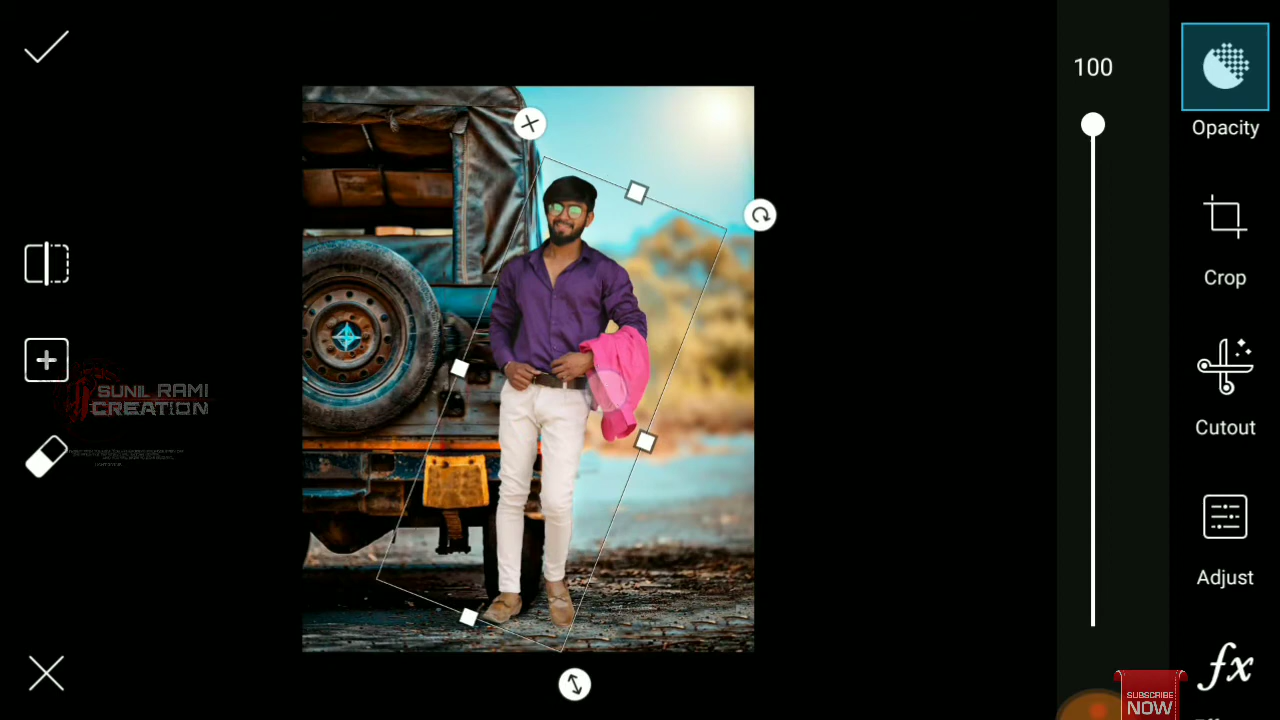 100
Opacity
Crop
Cutout
Adjust
fx
SUNIL RAMI
CREATION
SUBSCRIBE
NOW